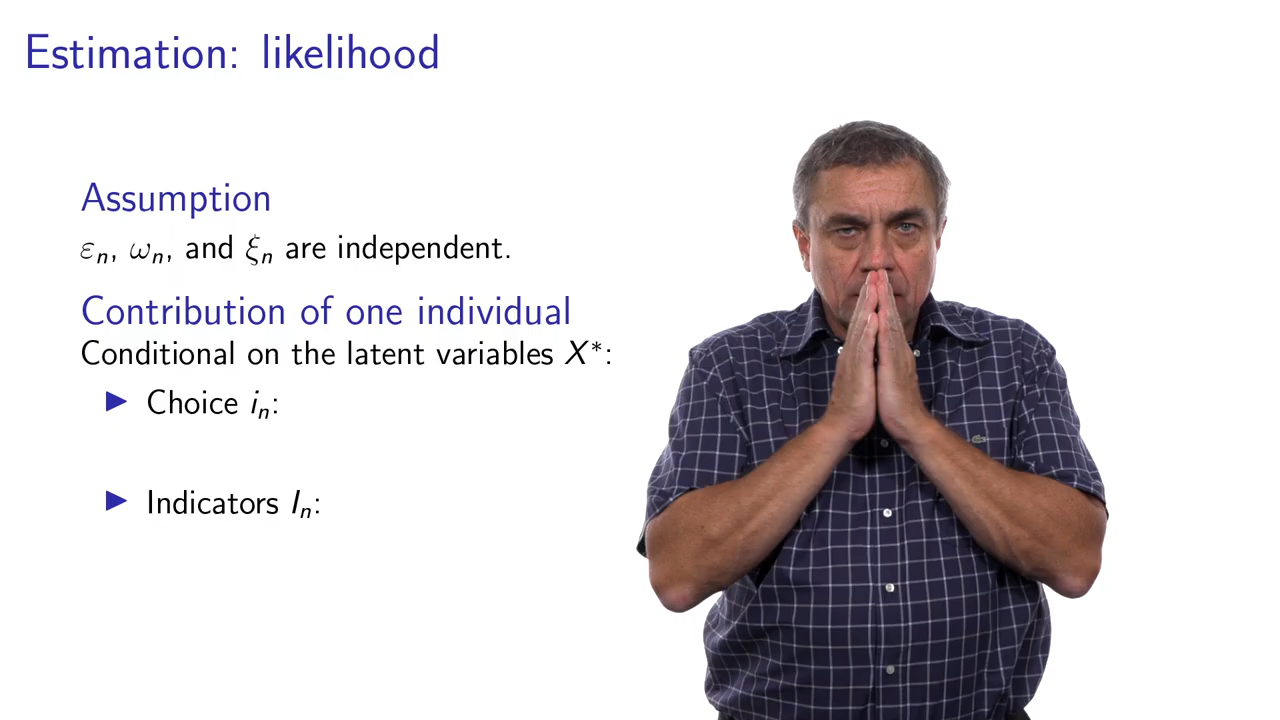 Estimation: likelihood
Assumption
εₙ, ωₙ, and ξₙ are independent.
Contribution of one individual
Conditional on the latent variables X*:
▶ Choice iₙ:
▶ Indicators Iₙ: